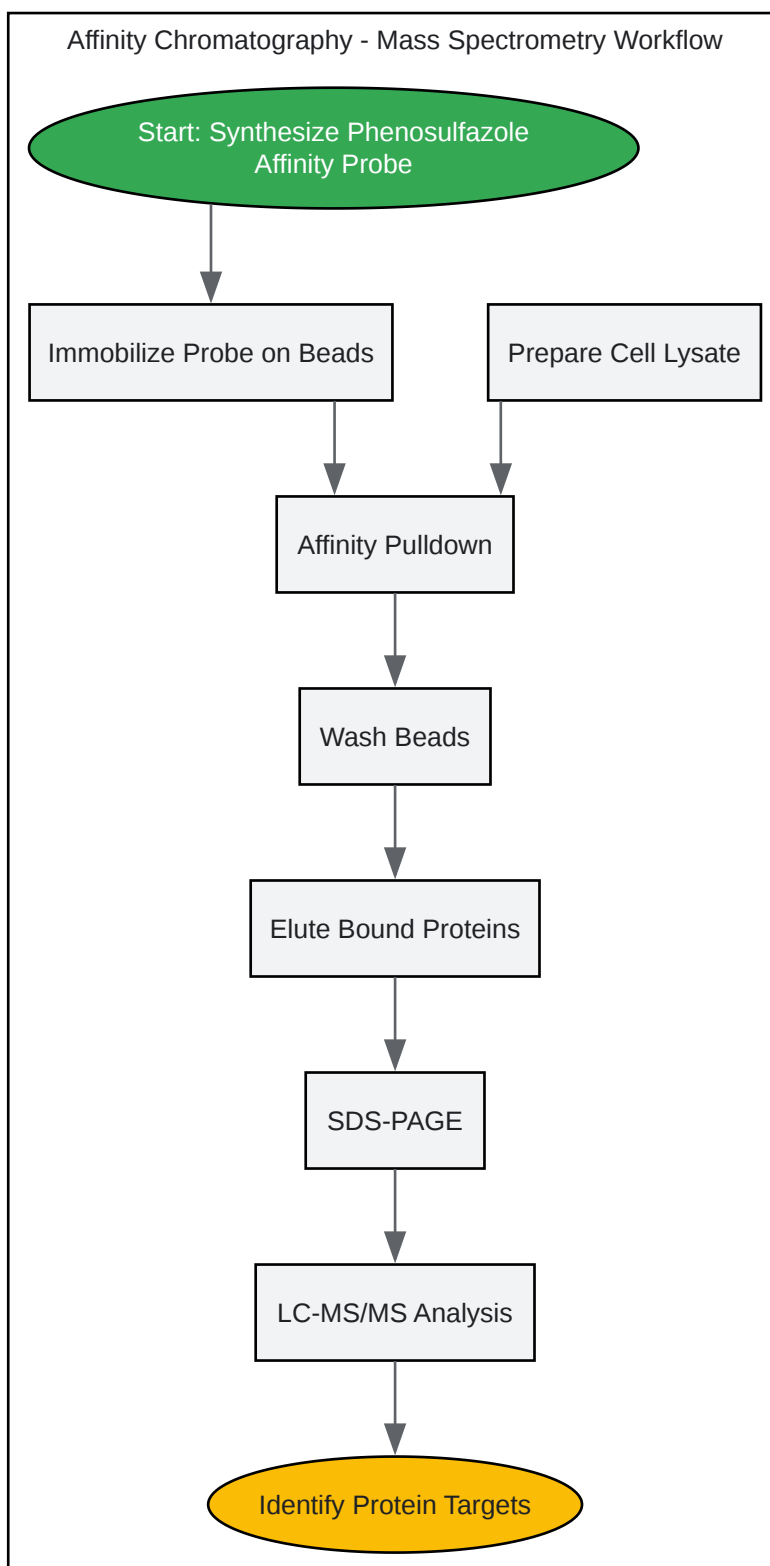 Affinity Chromatography - Mass Spectrometry Workflow
Start: Synthesize Phenosulfazole
Affinity Probe
Immobilize Probe on Beads
Prepare Cell Lysate
Affinity Pulldown
Wash Beads
Elute Bound Proteins
SDS-PAGE
LC-MS/MS Analysis
Identify Protein Targets